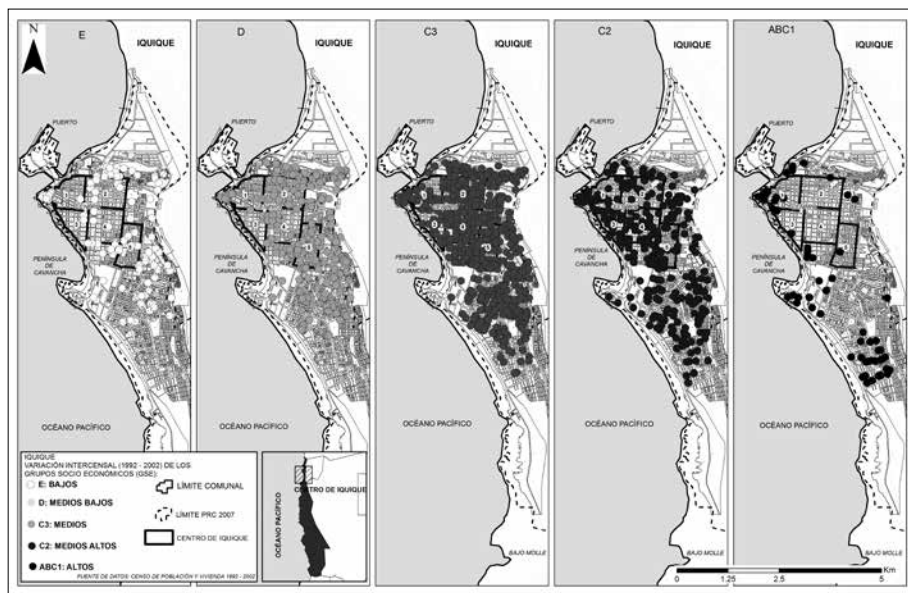 N
E
IQUIQUE
PUERTO
PENÍNSULA
DE
CAVANCHA
OCÉANO PACÍFICO
D
IQUIQUE
PUERTO
PENÍNSULA
DE
CAVANCHA
OCÉANO PACÍFICO
C3
IQUIQUE
PUERTO
PENÍNSULA
DE
CAVANCHA
OCÉANO PACÍFICO
C2
IQUIQUE
PUERTO
PENÍNSULA
DE
CAVANCHA
OCÉANO PACÍFICO
BAJO MOLLE
ABC1
IQUIQUE
PUERTO
PENÍNSULA
DE
CAVANCHA
OCÉANO PACÍFICO
BAJO MOLLE
IQUIQUE
VARIACIÓN INTERCENSAL (1992 - 2002) DE LOS
GRUPOS SOCIO ECONÓMICOS (GSE):
E: BAJOS
D: MEDIOS BAJOS
C3: MEDIOS
C2: MEDIOS ALTOS
ABC1: ALTOS
LÍMITE COMUNAL
LÍMITE PRC 2007
CENTRO DE IQUIQUE
FUENTE DE DATOS: CENSO DE POBLACIÓN Y VIVIENDA 1992 - 2002
OCÉANO PACÍFICO
CENTRO DE IQUIQUE
0 1.25 2.5 5
Km